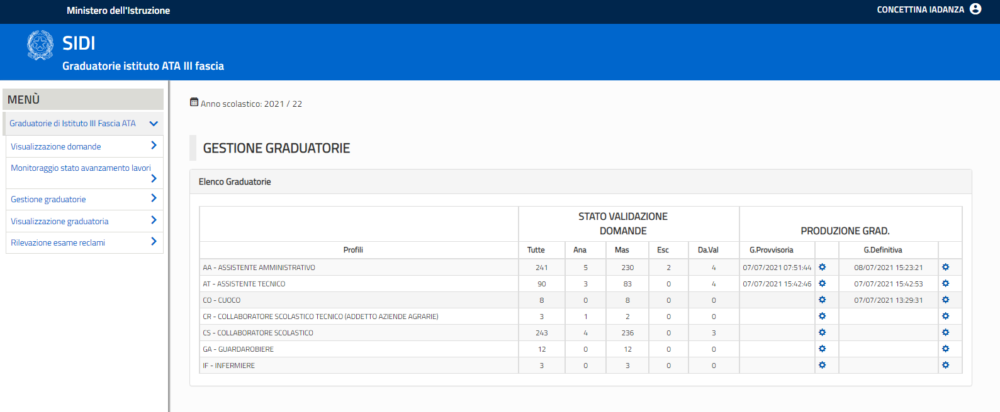 Ministero dell'Istruzione
CONCETTINA IADANZA
SIDI
Graduatorie istituto ATA III fascia
MENÙ
Graduatorie di Istituto III Fascia ATA
Visualizzazione domande
Monitoraggio stato avanzamento lavori
Gestione graduatorie
Visualizzazione graduatoria
Rilevazione esame reclami
Anno scolastico: 2021 / 22
GESTIONE GRADUATORIE
Elenco Graduatorie
STATO VALIDAZIONE
DOMANDE
PRODUZIONE GRAD.
Profili Tutte Ana Mas Esc Da.Val G.Provvisoria G.Definitiva
AA - ASSISTENTE AMMINISTRATIVO 241 5 230 2 4 07/07/2021 07:51:44 08/07/2021 15:23:21
AT - ASSISTENTE TECNICO 90 3 83 0 4 07/07/2021 15:42:46 07/07/2021 15:42:53
CO - CUOCO 8 0 8 0 0 07/07/2021 13:29:31
CR - COLLABORATORE SCOLASTICO TECNICO (ADDETTO AZIENDE AGRARIE) 3 1 2 0 0
CS - COLLABORATORE SCOLASTICO 243 4 236 0 3
GA - GUARDAROBIERE 12 0 12 0 0
IF - INFERMIERE 3 0 3 0 0